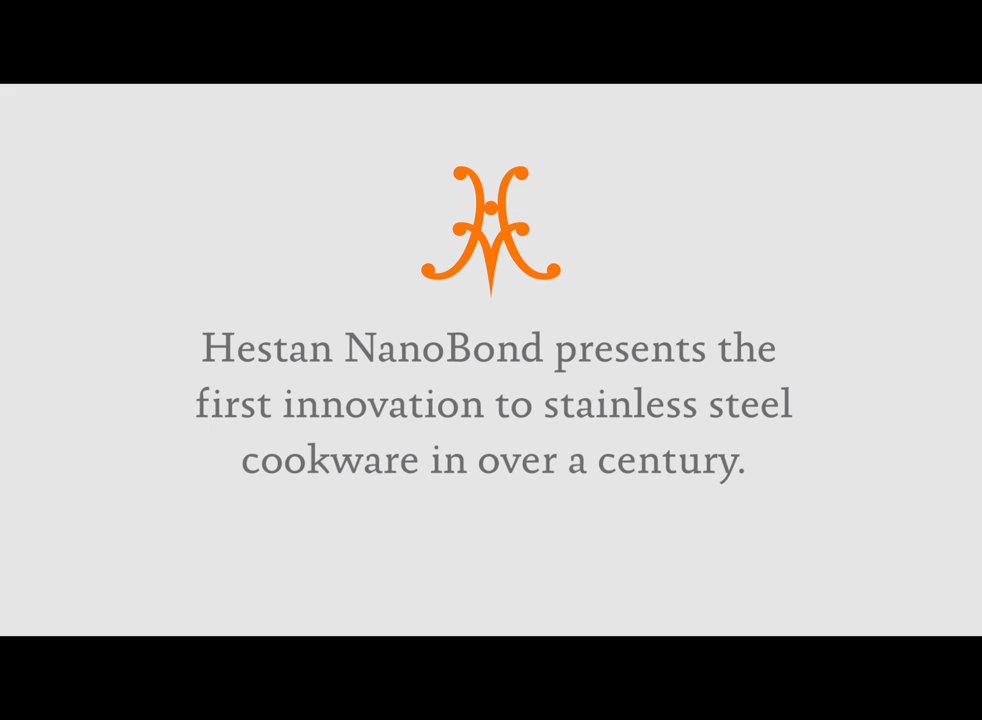 Hestan NanoBond presents the
first innovation to stainless steel
cookware in over a century.